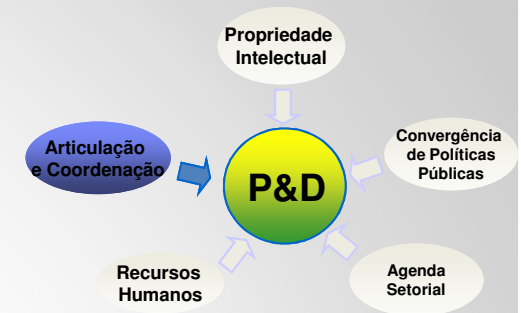 Propriedade
Intelectual
Articulação
e Coordenação
P&D
Convergência
de Políticas
Públicas
Recursos
Humanos
Agenda
Setorial